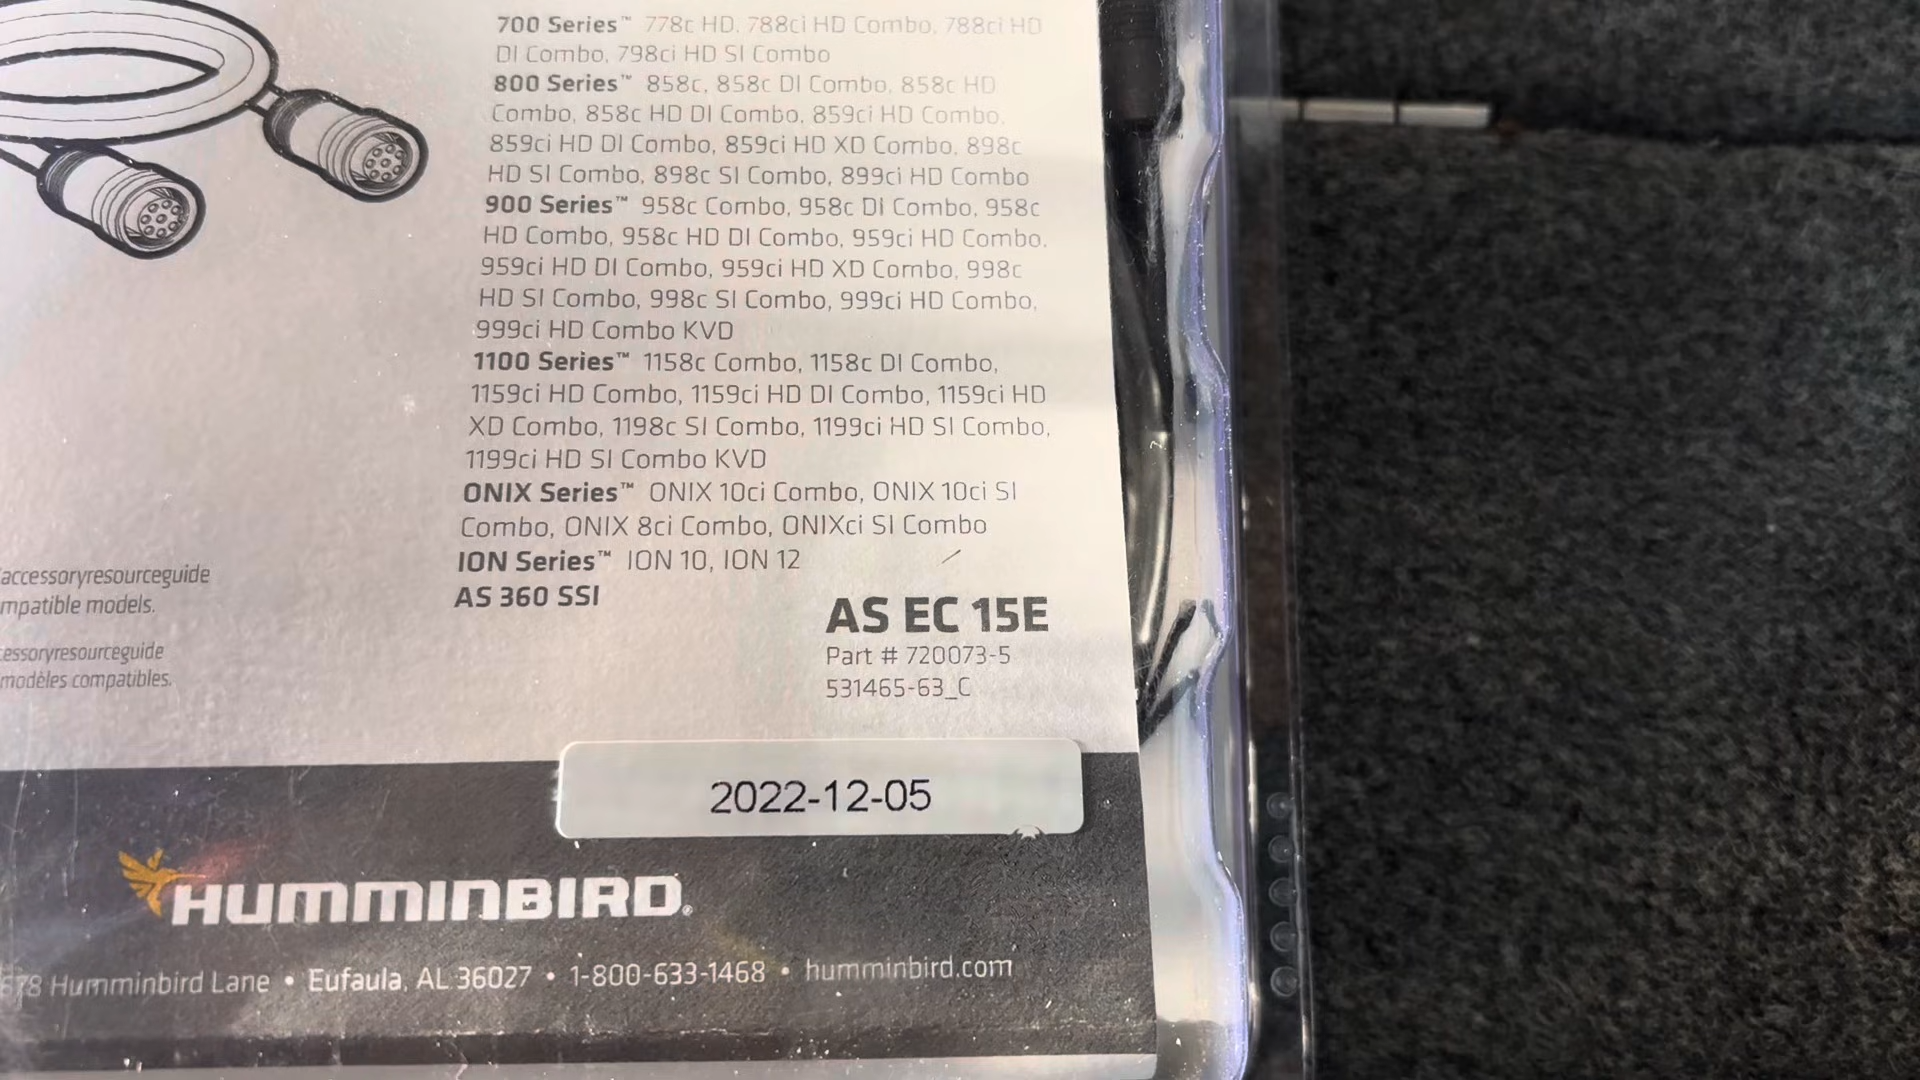 700 Series™ 778c HD, 788ci HD Combo, 788ci HD
DI Combo, 798ci HD SI Combo
800 Series™ 858c, 858c DI Combo, 858c HD
Combo, 858c HD DI Combo, 859ci HD Combo,
859ci HD DI Combo, 859ci HD XD Combo, 898c
HD SI Combo, 898c SI Combo, 899ci HD Combo
900 Series™ 958c Combo, 958c DI Combo, 958c
HD Combo, 958c HD DI Combo, 959ci HD Combo,
959ci HD DI Combo, 959ci HD XD Combo, 998c
HD SI Combo, 998c SI Combo, 999ci HD Combo,
999ci HD Combo KVD
1100 Series™ 1158c Combo, 1158c DI Combo,
1159ci HD Combo, 1159ci HD DI Combo, 1159ci HD
XD Combo, 1198c SI Combo, 1199ci HD SI Combo,
1199ci HD SI Combo KVD
ONIX Series™ ONIX 10ci Combo, ONIX 10ci SI
Combo, ONIX 8ci Combo, ONIXci SI Combo
ION Series™ ION 10, ION 12
AS 360 SSI
accessoryresourceguide
mpatible models.
essoryresourceguide
modèles compatibles.
AS EC 15E
Part # 720073-5
531465-63_C
2022-12-05
HUMMINBIRD®
678 Humminbird Lane • Eufaula, AL 36027 • 1-800-633-1468 • humminbird.com